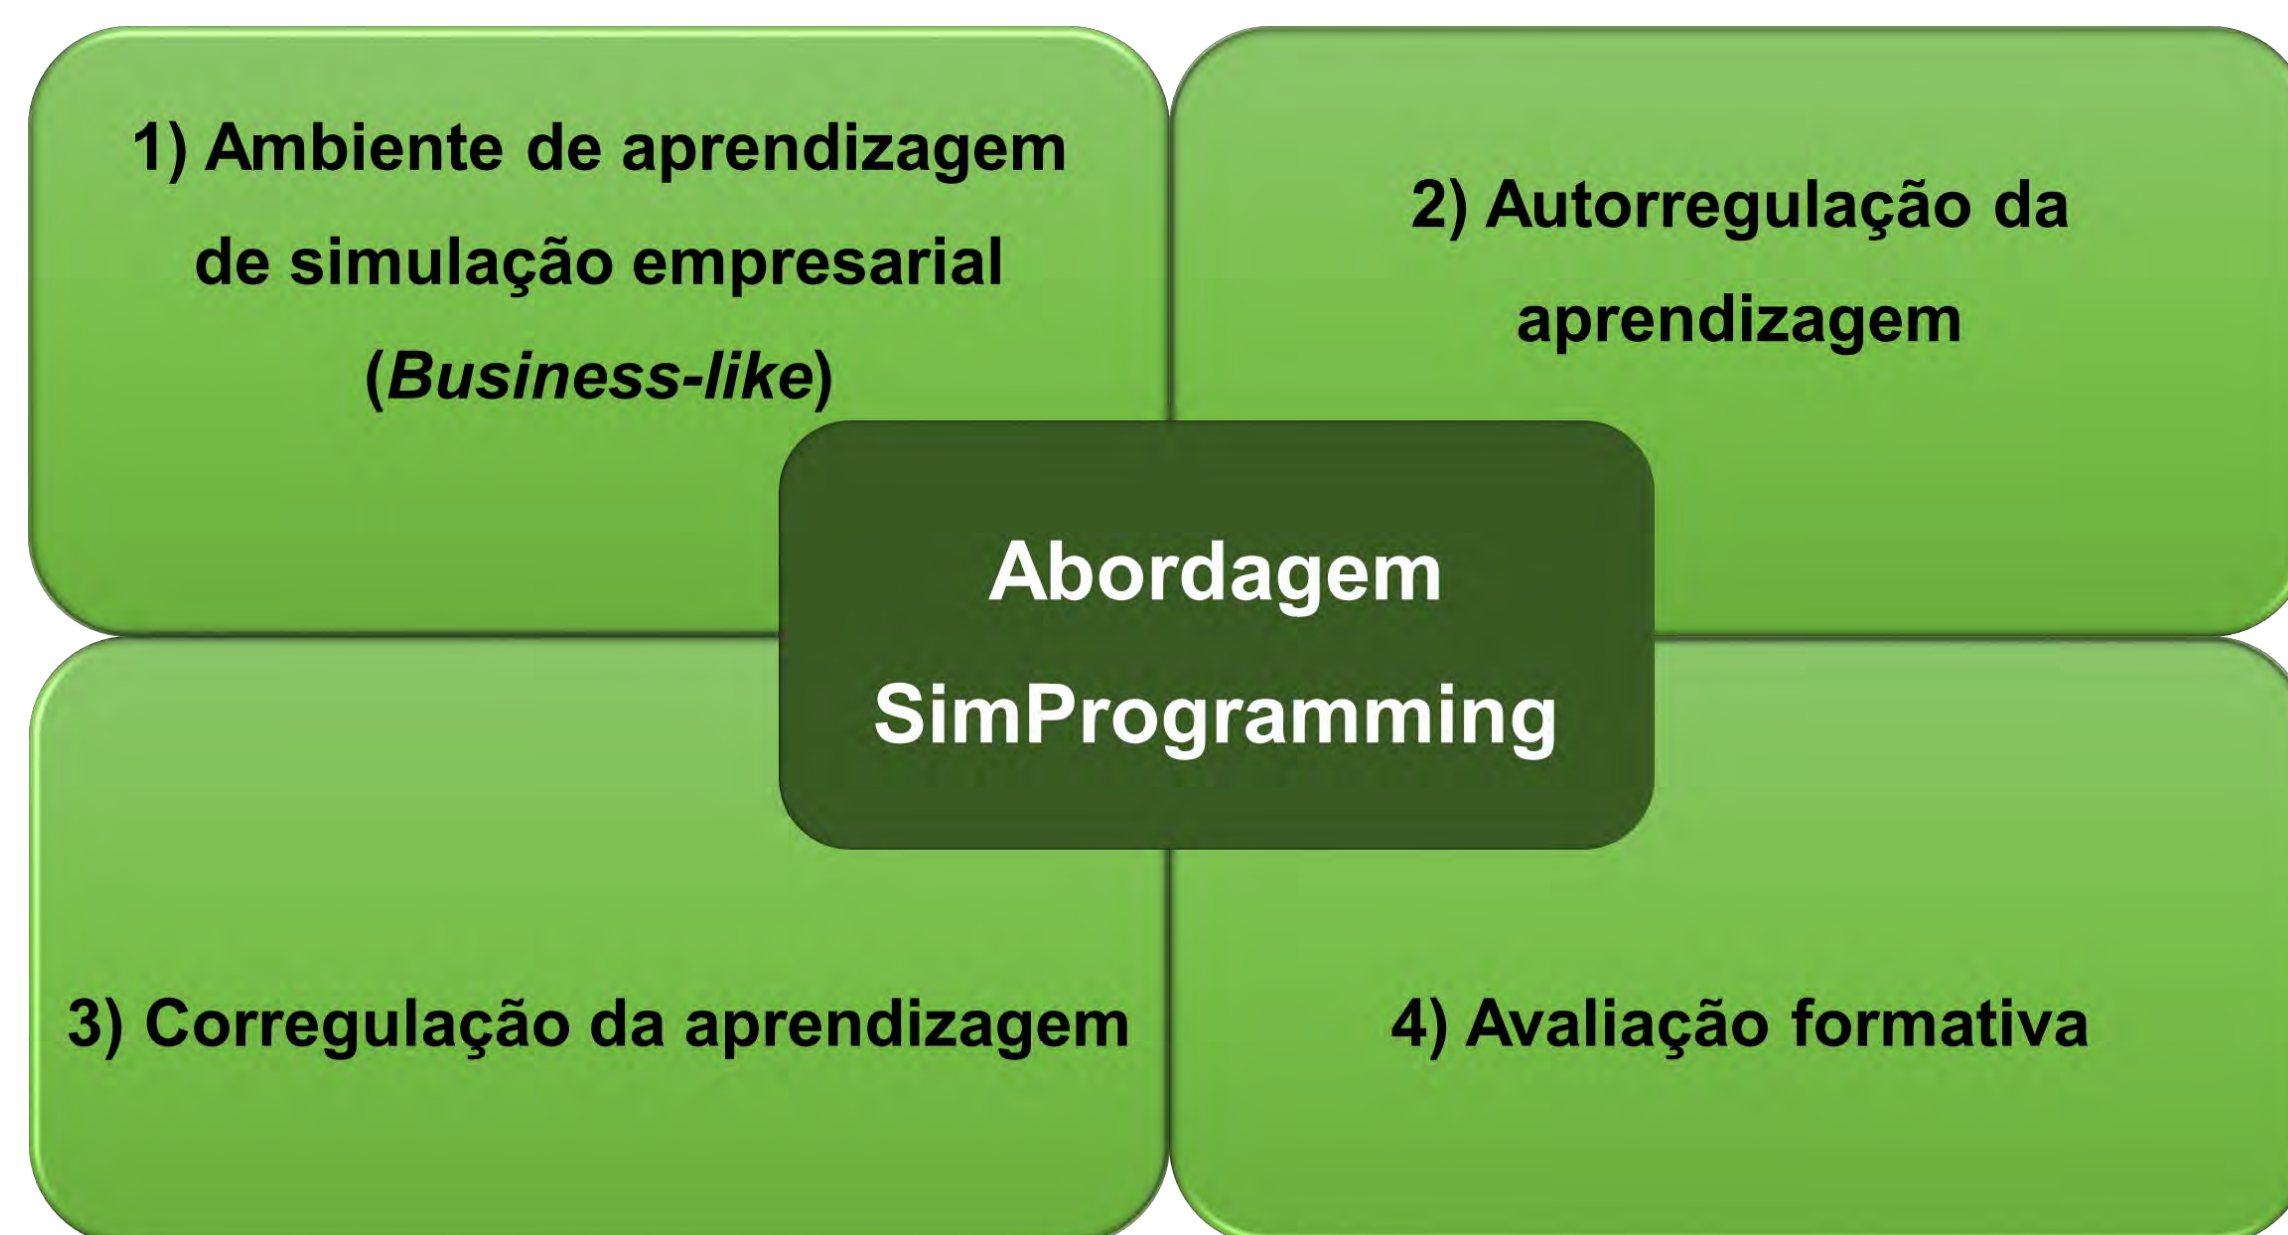 1) Ambiente de aprendizagem
de simulação empresarial
(Business-like)
2) Autorregulação da
aprendizagem
Abordagem
SimProgramming
3) Corregulação da aprendizagem
4) Avaliação formativa